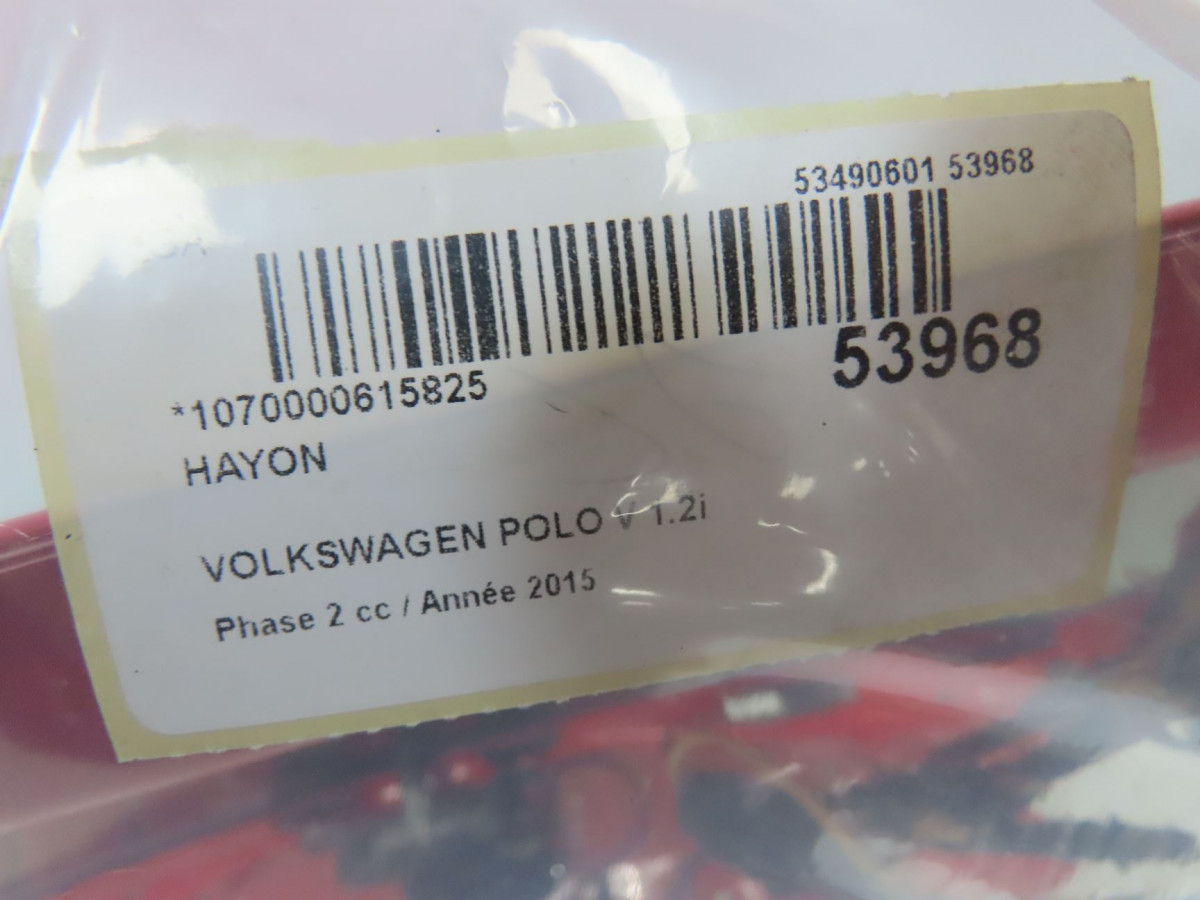 53490601 53968
53968
*1070000615825
HAYON
VOLKSWAGEN POLO V 1.2i
Phase 2 cc / Année 2015